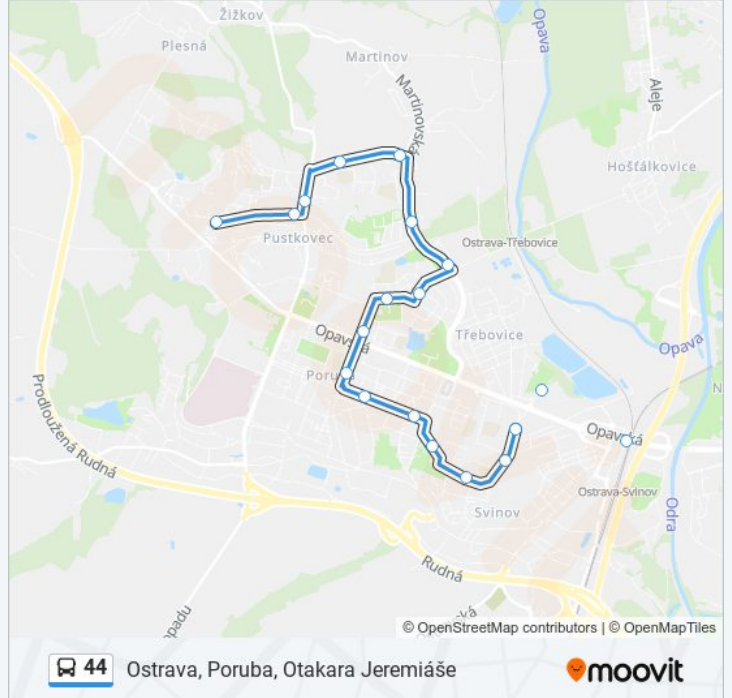 Žižkov
Plesná
Martinov
Opava
Martinovská
Aleje
Hošťálkovice
Pustkovec
Ostrava-Třebovice
Opavská
Třebovice
Opava
Prodloužená Rudná
Opavská
Ostrava-Svinov
Odra
Svinov
Rudná
© OpenStreetMap contributors | © OpenMapTiles
44 Ostrava, Poruba, Otakara Jeremiáše
moovit